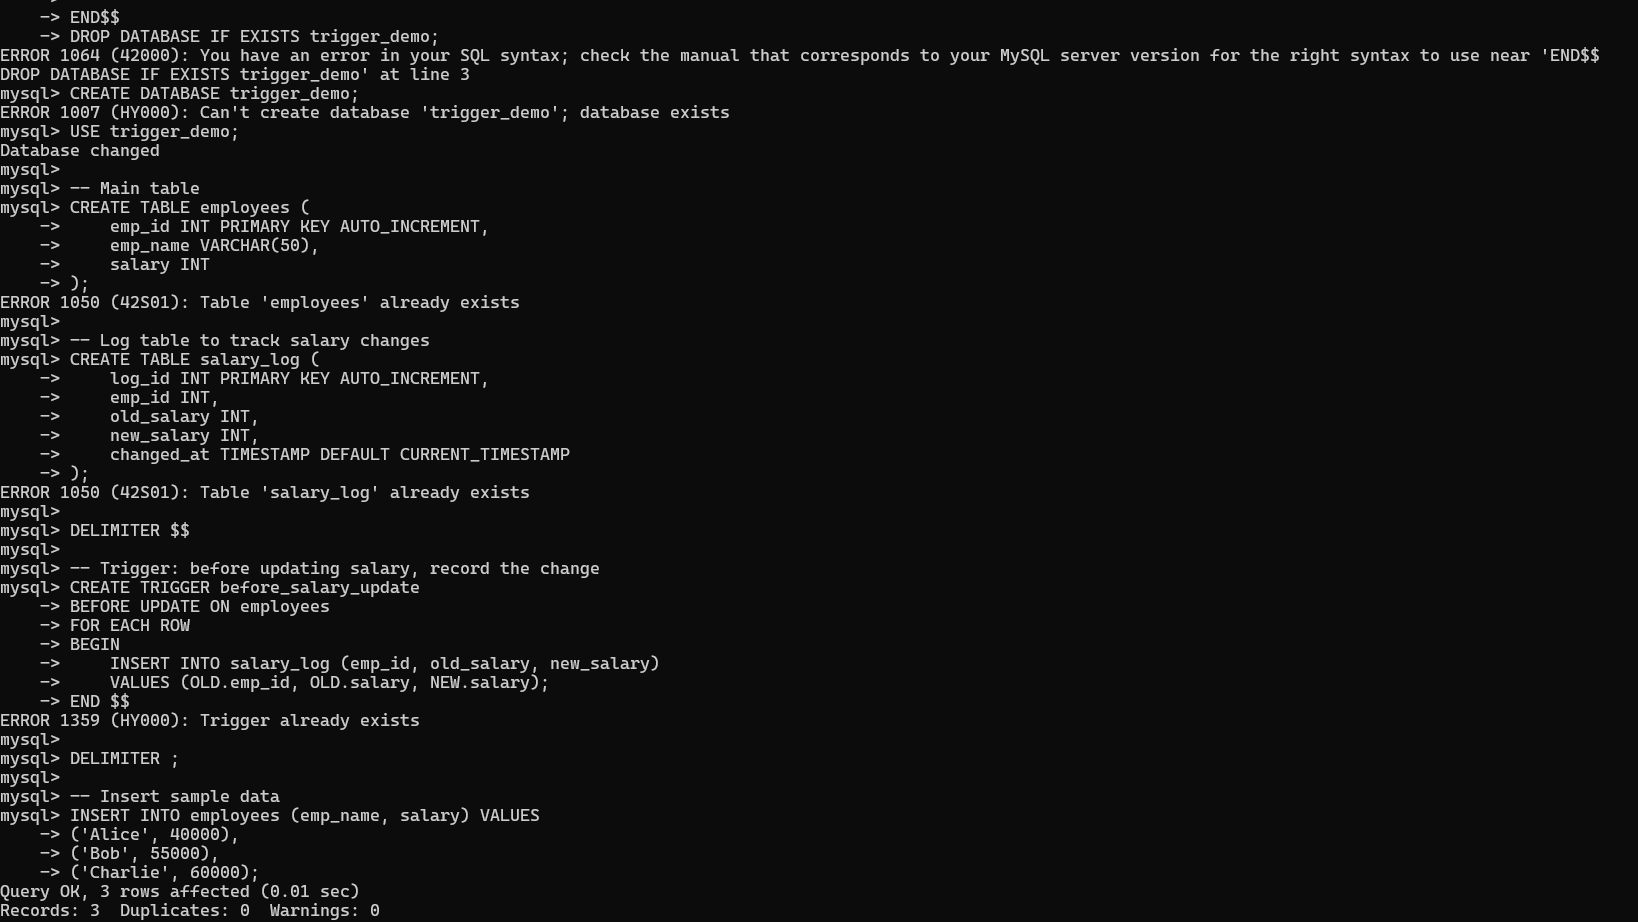 -> END$$
-> DROP DATABASE IF EXISTS trigger_demo;
ERROR 1064 (42000): You have an error in your SQL syntax; check the manual that corresponds to your MySQL server version for the right syntax to use near 'END$$
DROP DATABASE IF EXISTS trigger_demo' at line 3
mysql> CREATE DATABASE trigger_demo;
ERROR 1007 (HY000): Can't create database 'trigger_demo'; database exists
mysql> USE trigger_demo;
Database changed
mysql>
mysql> -- Main table
mysql> CREATE TABLE employees (
    ->     emp_id INT PRIMARY KEY AUTO_INCREMENT,
    ->     emp_name VARCHAR(50),
    ->     salary INT
    -> );
ERROR 1050 (42S01): Table 'employees' already exists
mysql>
mysql> -- Log table to track salary changes
mysql> CREATE TABLE salary_log (
    ->     log_id INT PRIMARY KEY AUTO_INCREMENT,
    ->     emp_id INT,
    ->     old_salary INT,
    ->     new_salary INT,
    ->     changed_at TIMESTAMP DEFAULT CURRENT_TIMESTAMP
    -> );
ERROR 1050 (42S01): Table 'salary_log' already exists
mysql>
mysql> DELIMITER $$
mysql>
mysql> -- Trigger: before updating salary, record the change
mysql> CREATE TRIGGER before_salary_update
    -> BEFORE UPDATE ON employees
    -> FOR EACH ROW
    -> BEGIN
    ->     INSERT INTO salary_log (emp_id, old_salary, new_salary)
    ->     VALUES (OLD.emp_id, OLD.salary, NEW.salary);
    -> END $$
ERROR 1359 (HY000): Trigger already exists
mysql>
mysql> DELIMITER ;
mysql>
mysql> -- Insert sample data
mysql> INSERT INTO employees (emp_name, salary) VALUES
    -> ('Alice', 40000),
    -> ('Bob', 55000),
    -> ('Charlie', 60000);
Query OK, 3 rows affected (0.01 sec)
Records: 3  Duplicates: 0  Warnings: 0